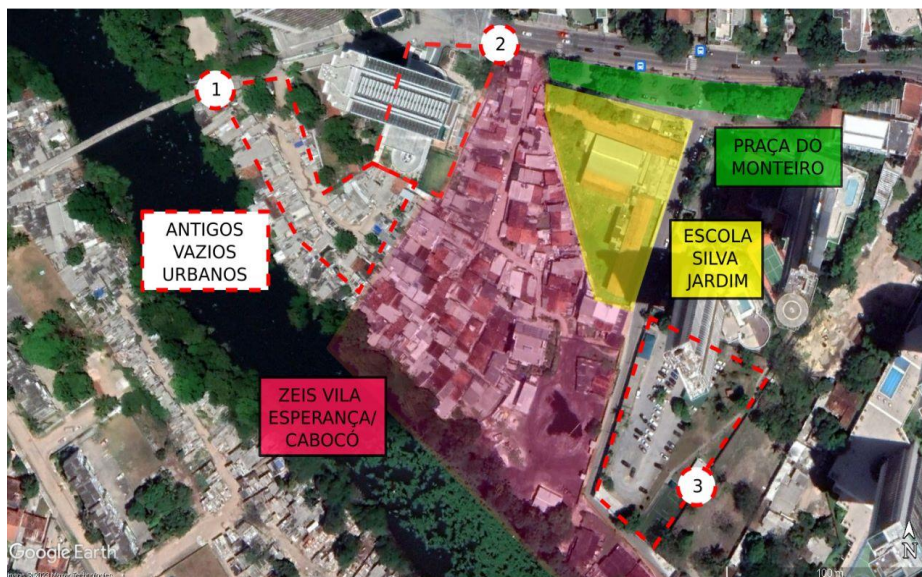 1
2
PRAÇA DO
MONTEIRO
ANTIGOS
VAZIOS
URBANOS
ESCOLA
SILVA
JARDIM
ZEIS VILA
ESPERANÇA/
CABOCÓ
3
Google Earth
100 m
N